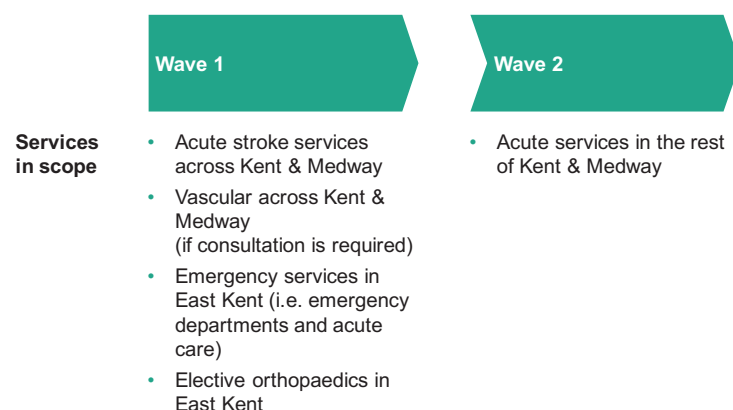 Wave 1
Wave 2
Services
in scope
• Acute stroke services
across Kent & Medway
• Vascular across Kent &
Medway
(if consultation is required)
• Emergency services in
East Kent (i.e. emergency
departments and acute
care)
• Elective orthopaedics in
East Kent
• Acute services in the rest
of Kent & Medway